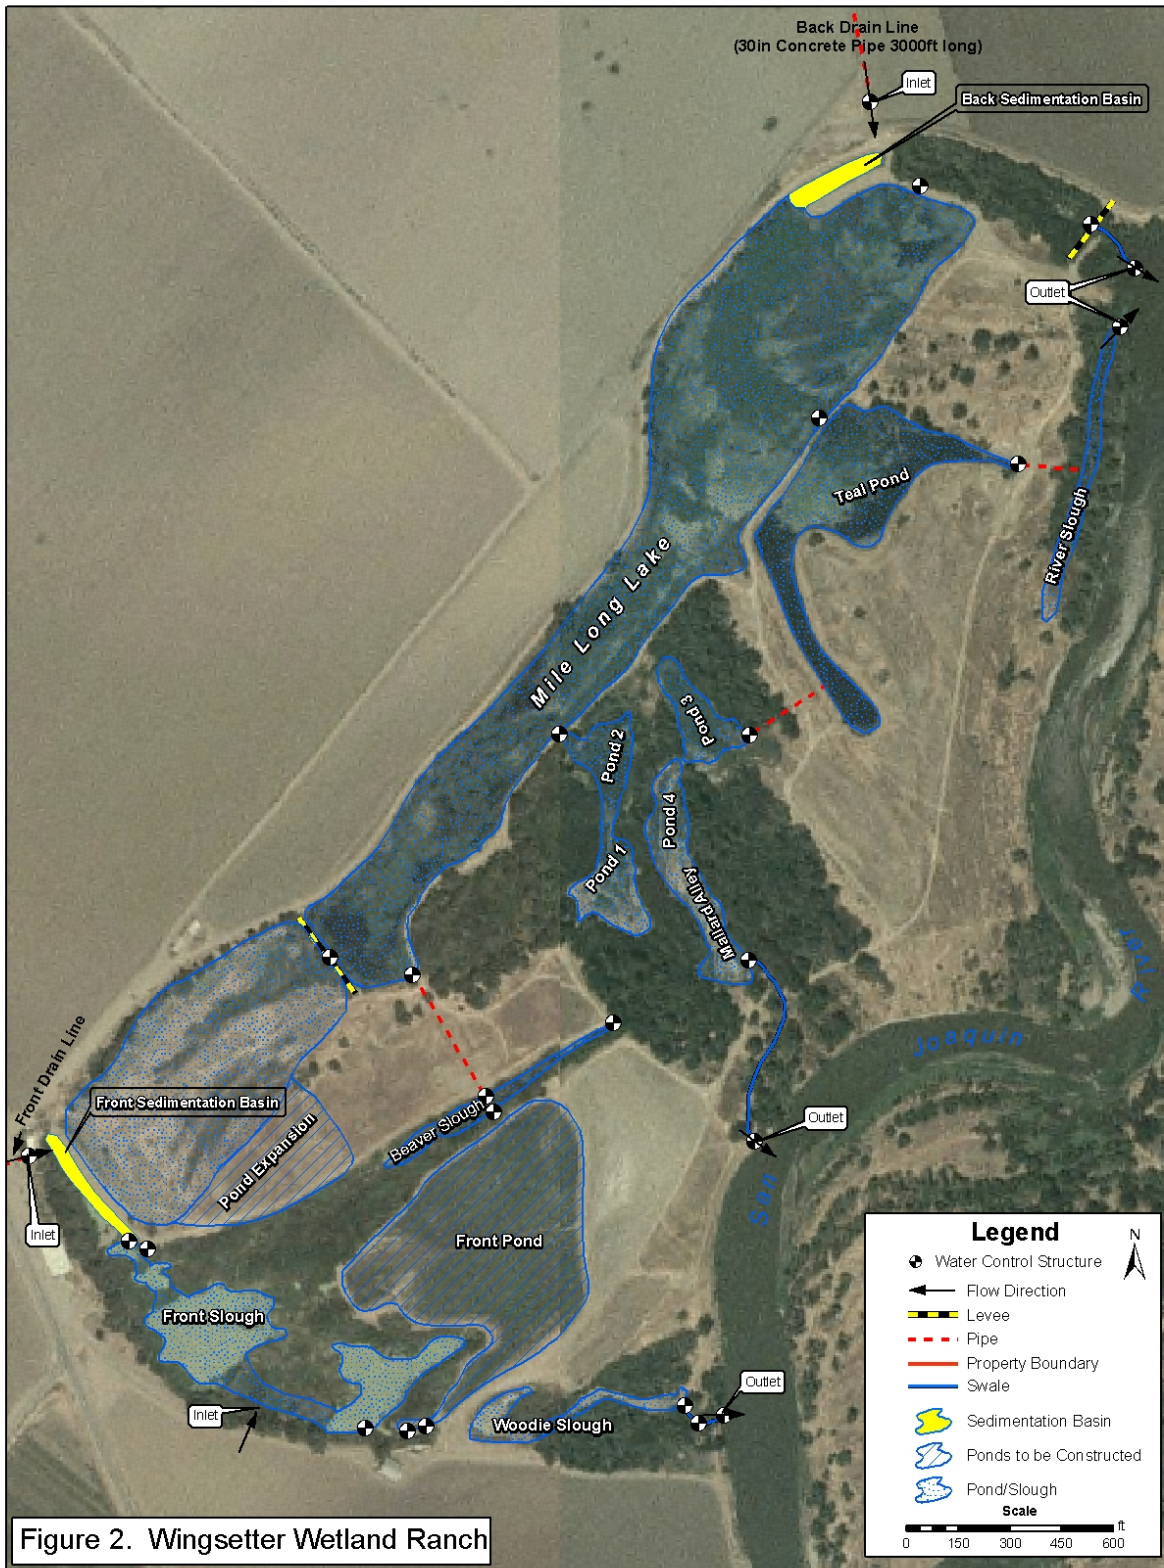 Back Drain Line
(30in Concrete Pipe 3000ft long)
Inlet
Back Sedimentation Basin
Outlet
Teal Pond
River Slough
Mile Long Lake
Pond 3
Pond 2
Pond 4
Pond 1
Mallard Alley
River
Joaquin
San
Front Drain Line
Front Sedimentation Basin
Beaver Slough
Pond Expansion
Outlet
Inlet
Front Pond
Front Slough
Inlet
Woodie Slough
Outlet
Legend
N
Water Control Structure
Flow Direction
Levee
Pipe
Property Boundary
Swale
Sedimentation Basin
Ponds to be Constructed
Pond/Slough
Scale
ft
0 150 300 450 600
Figure 2. Wingsetter Wetland Ranch